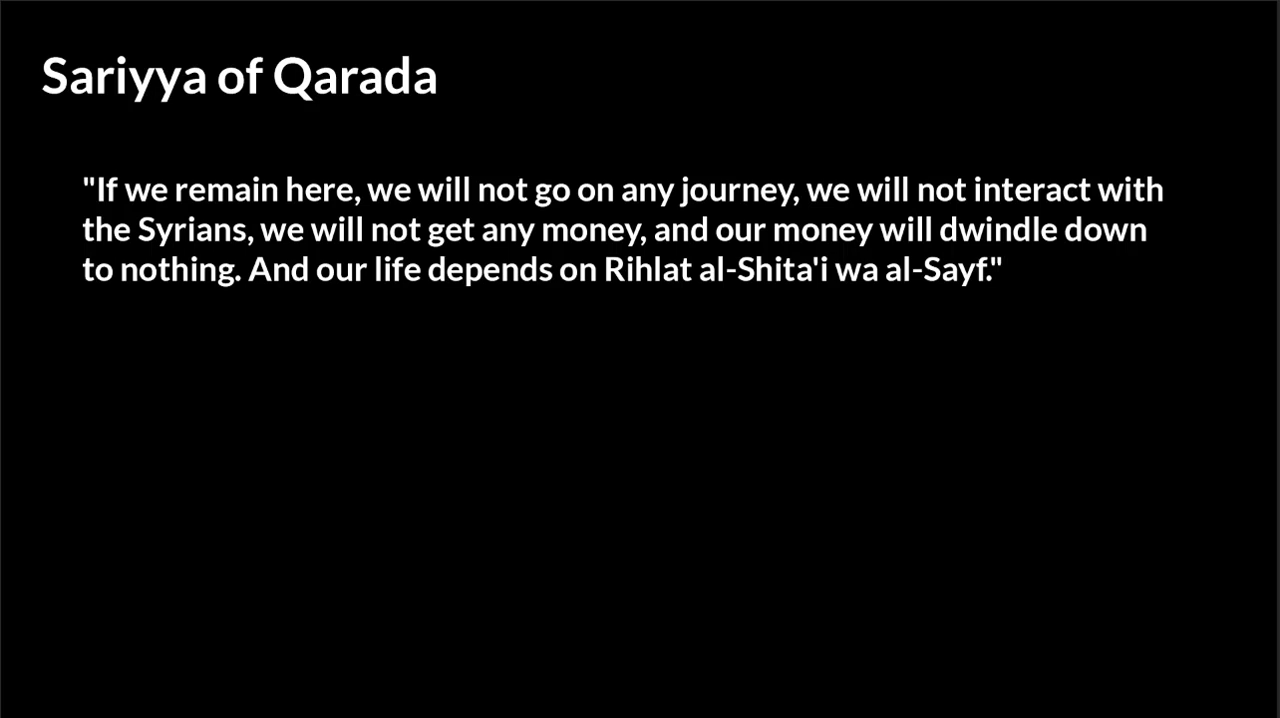 Sariyya of Qarada
"If we remain here, we will not go on any journey, we will not interact with
the Syrians, we will not get any money, and our money will dwindle down
to nothing. And our life depends on Rihlat al-Shita'i wa al-Sayf."